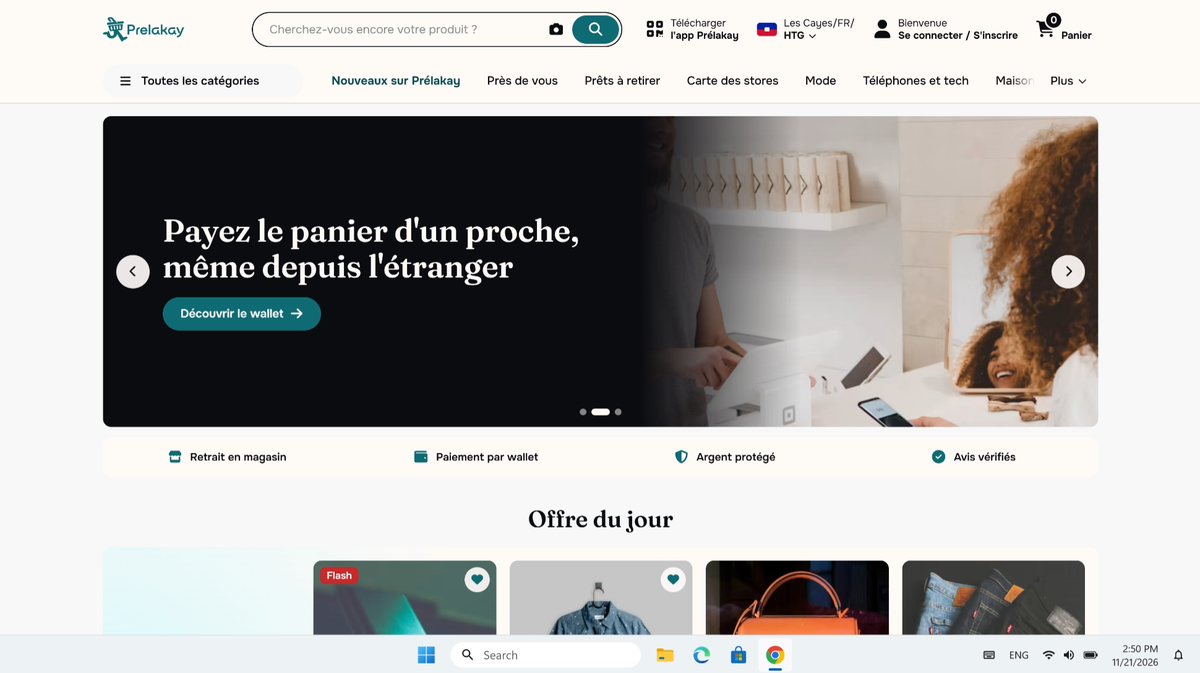 Prelakay
Cherchez-vous encore votre produit ?
Télécharger
l'app Prélakay
Les Cayes/FR/
HTG
Bienvenue
Se connecter / S'inscrire
0
Panier
Toutes les catégories
Nouveaux sur Prélakay
Près de vous
Prêts à retirer
Carte des stores
Mode
Téléphones et tech
Maison
Plus
Payez le panier d'un proche,
même depuis l'étranger
Découvrir le wallet
Retrait en magasin
Paiement par wallet
Argent protégé
Avis vérifiés
Offre du jour
Flash
Search
ENG
2:50 PM
11/21/2026